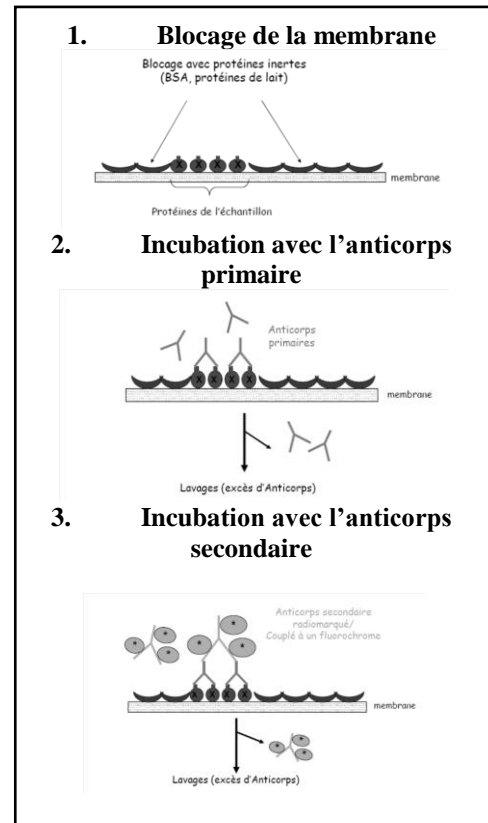 1. Blocage de la membrane
Blocage avec protéines inertes
(BSA, protéines de lait)
X X X X
membrane
Protéines de l'échantillon
2. Incubation avec l'anticorps
primaire
Anticorps
primaires
X X X X
membrane
Lavages (excès d'Anticorps)
3. Incubation avec l'anticorps
secondaire
Anticorps secondaire
radiomarqué/
Couplé à un fluorochrome
* * * * * *
X X X X
membrane
* * *
Lavages (excès d'Anticorps)